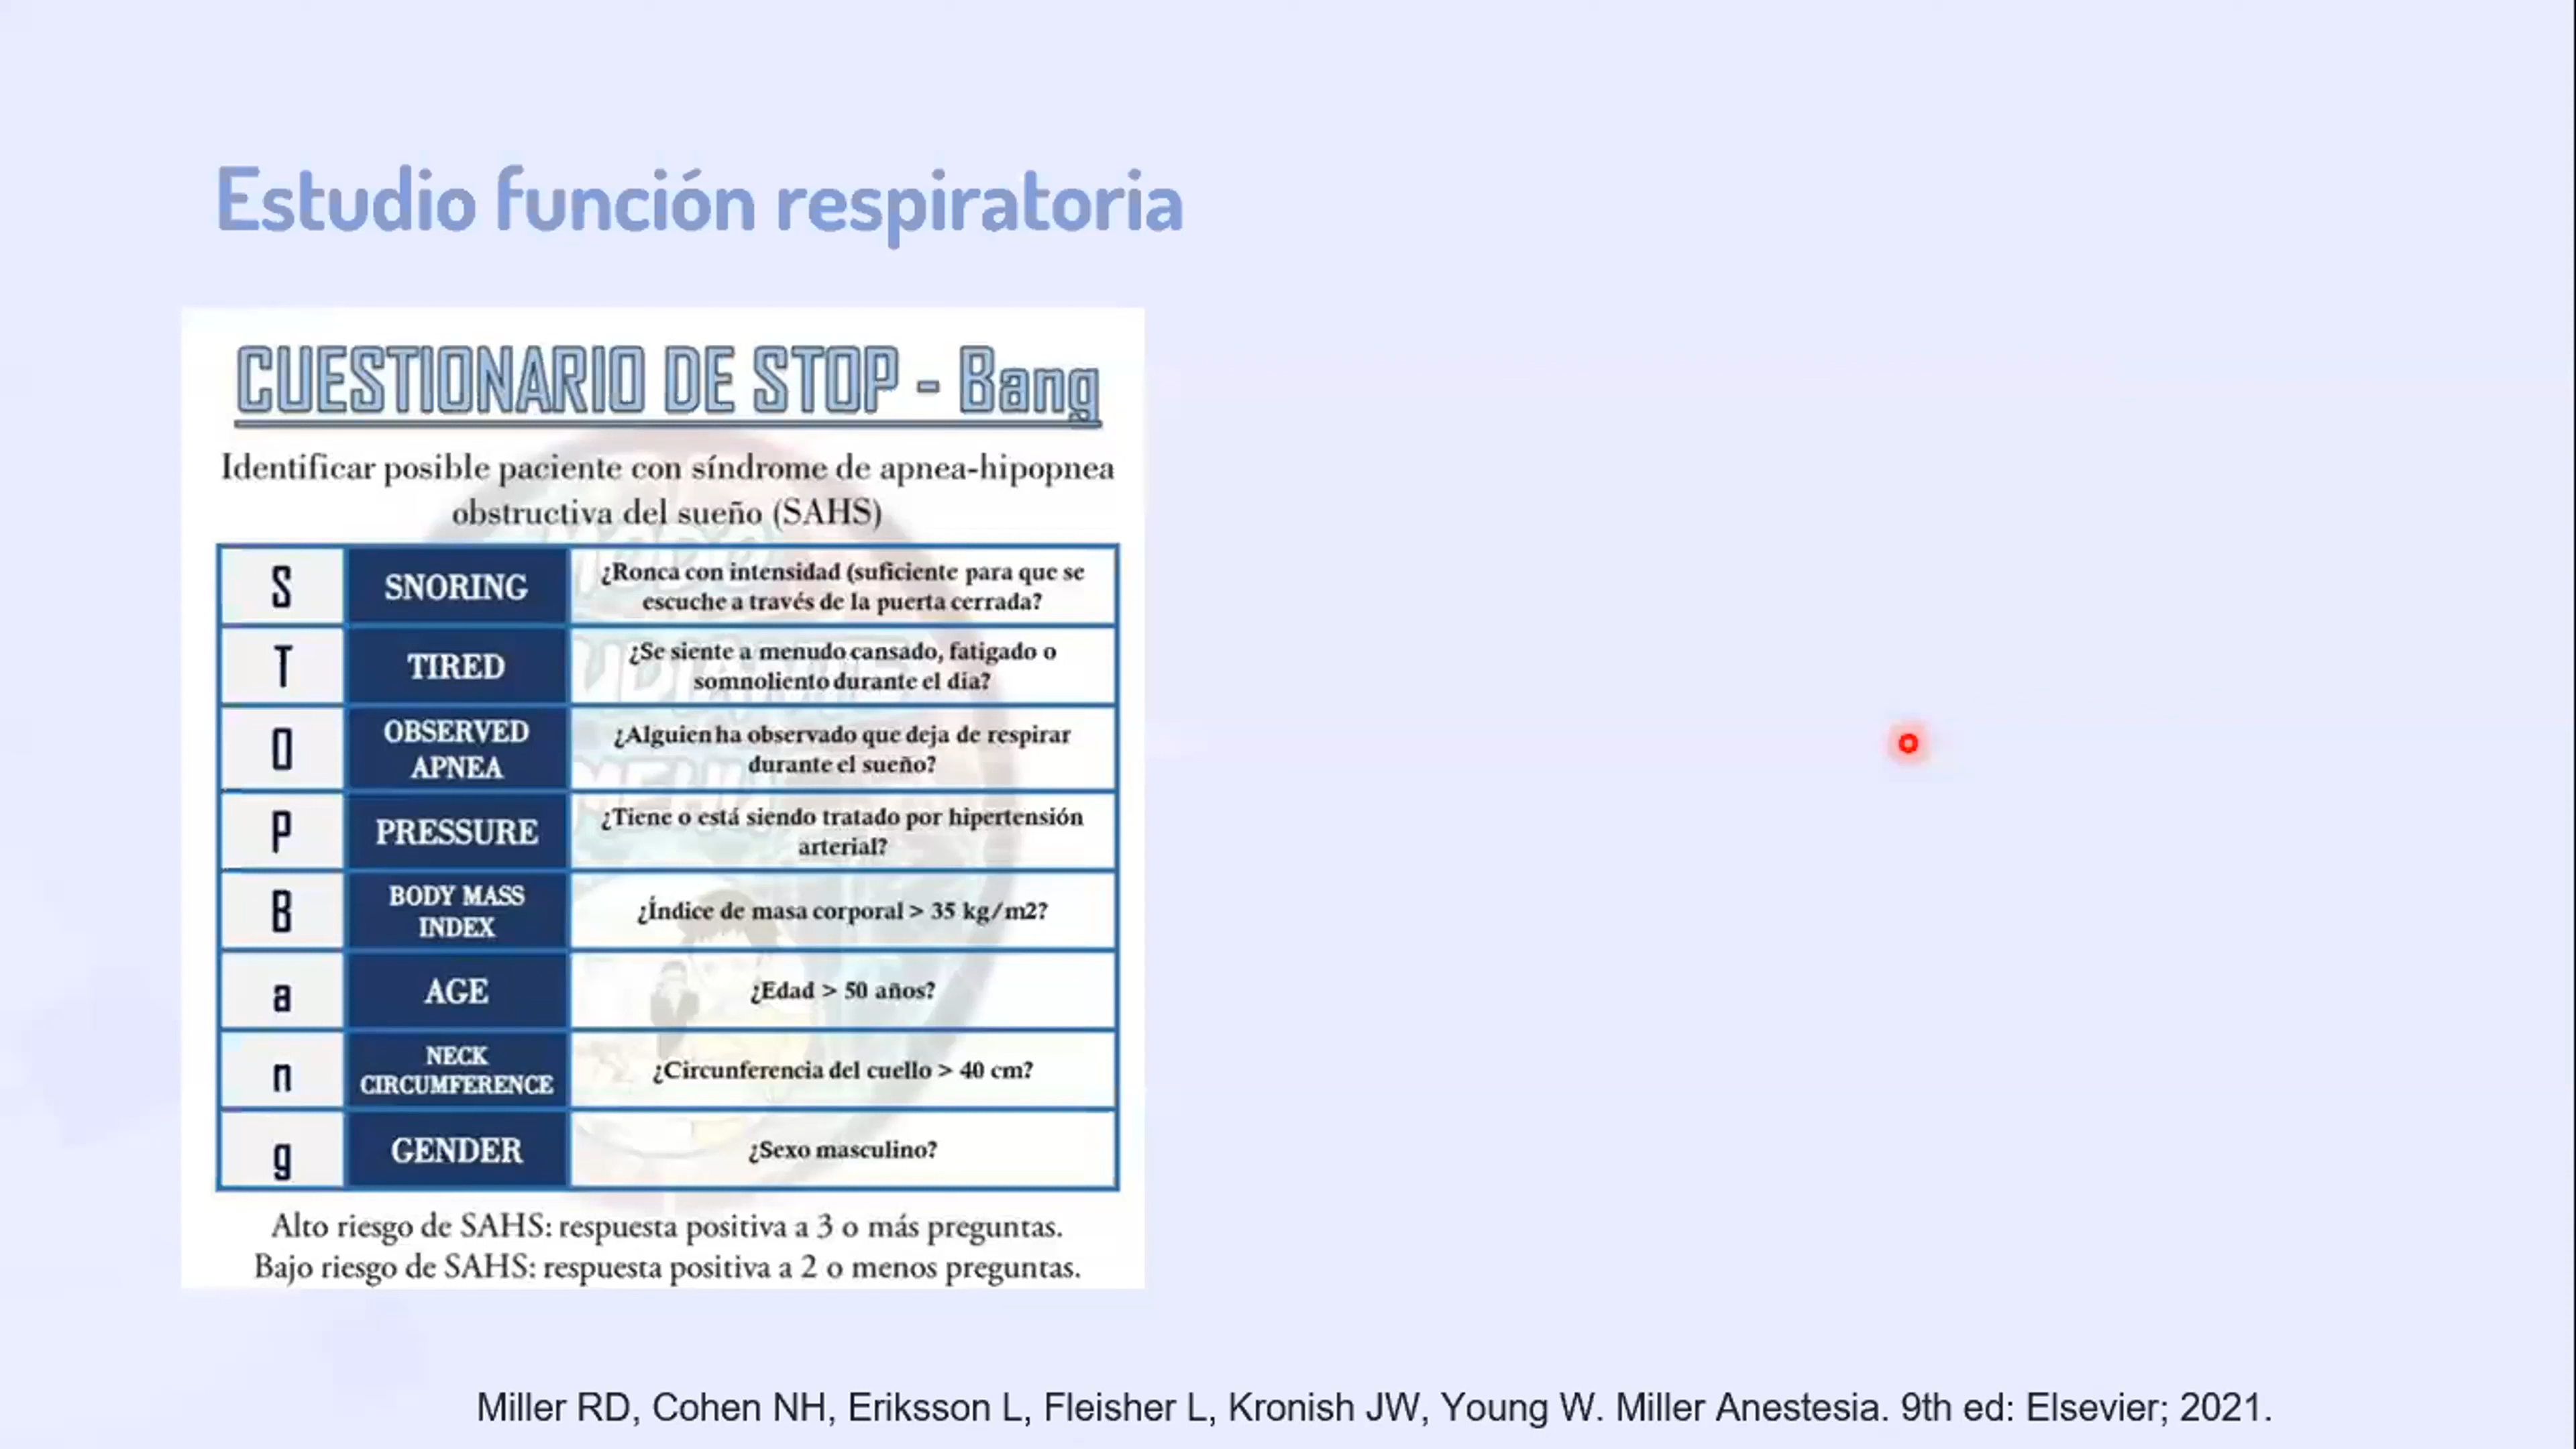 Estudio función respiratoria
CUESTIONARIO DE STOP - Bang
Identificar posible paciente con síndrome de apnea-hipopnea
obstructiva del sueño (SAHS)
S
SNORING
¿Ronca con intensidad (suficiente para que se
escuche a través de la puerta cerrada?
T
TIRED
¿Se siente a menudo cansado, fatigado o
somnoliento durante el dia?
O
OBSERVED
APNEA
¿Alguien ha observado que deja de respirar
durante el sueño?
P
PRESSURE
¿Tiene o está siendo tratado por hipertensión
arterial?
B
BODY MASS
INDEX
¿Índice de masa corporal > 35 kg/m2?
a
AGE
¿Edad > 50 años?
n
NECK
CIRCUMFERENCE
¿Circunferencia del cuello > 40 cm?
g
GENDER
¿Sexo masculino?
Alto riesgo de SAHS: respuesta positiva a 3 o más preguntas.
Bajo riesgo de SAHS: respuesta positiva a 2 o menos preguntas.
Miller RD, Cohen NH, Eriksson L, Fleisher L, Kronish JW, Young W. Miller Anestesia. 9th ed: Elsevier; 2021.